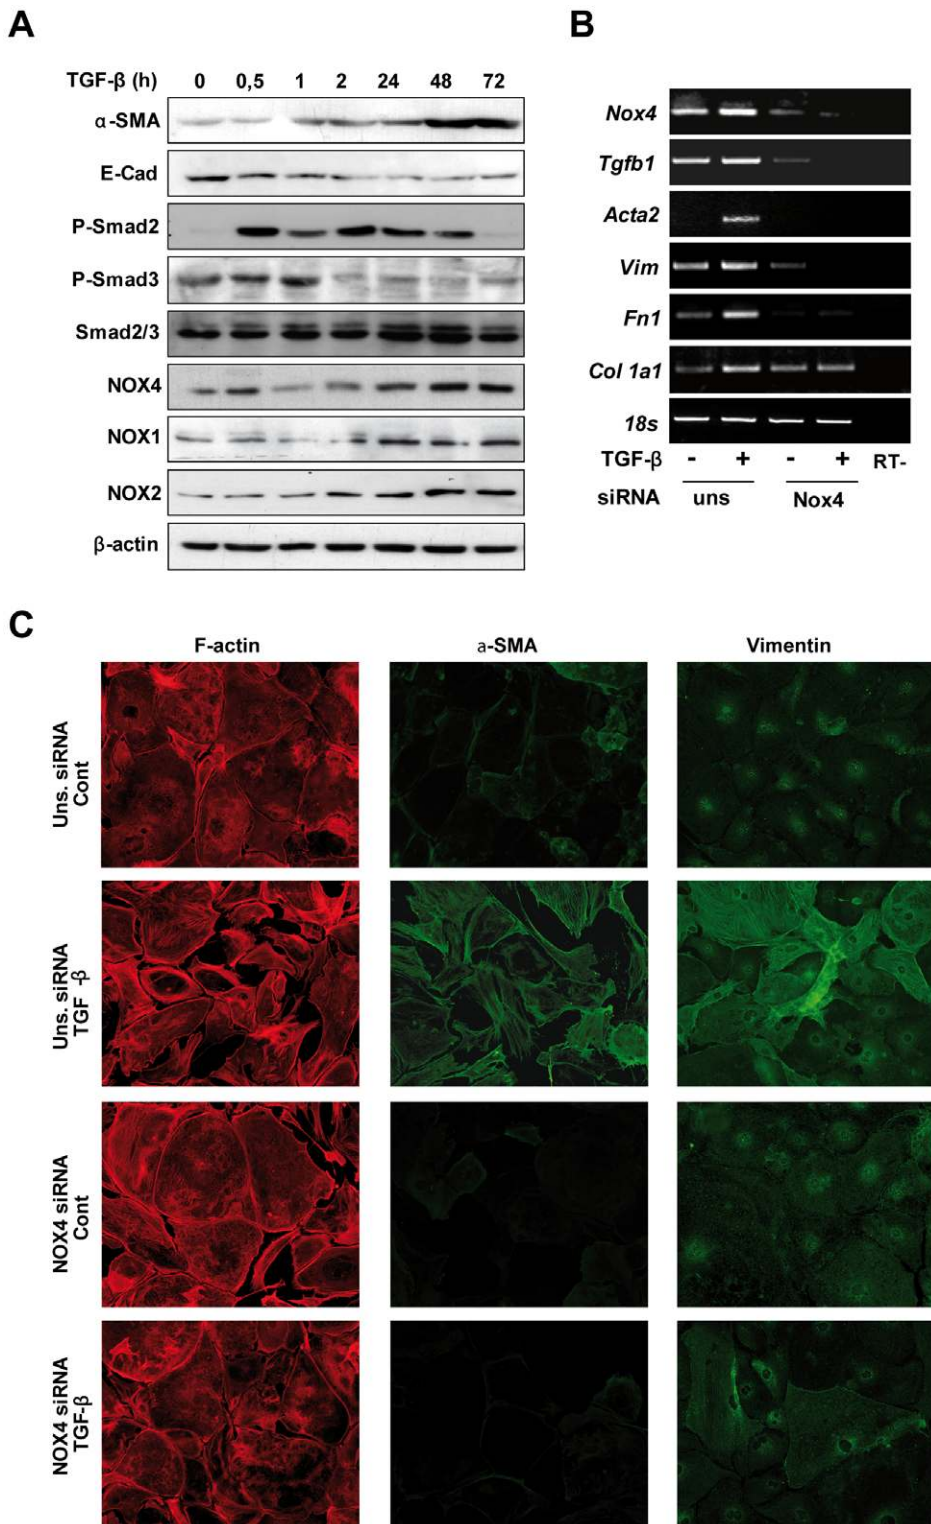 A
TGF-β (h) 0 0,5 1 2 24 48 72
α-SMA
E-Cad
P-Smad2
P-Smad3
Smad2/3
NOX4
NOX1
NOX2
β-actin
B
Nox4
Tgfb1
Acta2
Vim
Fn1
Col 1a1
18s
TGF-β - + - + RT-
siRNA uns Nox4
C
F-actin a-SMA Vimentin
Uns. siRNA
Cont
Uns. siRNA
TGF -β
NOX4 siRNA
Cont
NOX4 siRNA
TGF-β